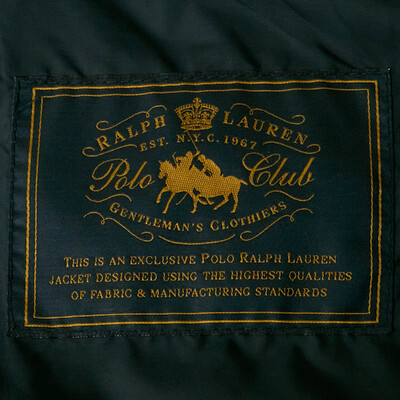 RALPH LAUREN
EST. N.Y.C. 1967
Polo Club
GENTLEMAN'S CLOTHIERS
THIS IS AN EXCLUSIVE POLO RALPH LAUREN
JACKET DESIGNED USING THE HIGHEST QUALITIES
OF FABRIC & MANUFACTURING STANDARDS